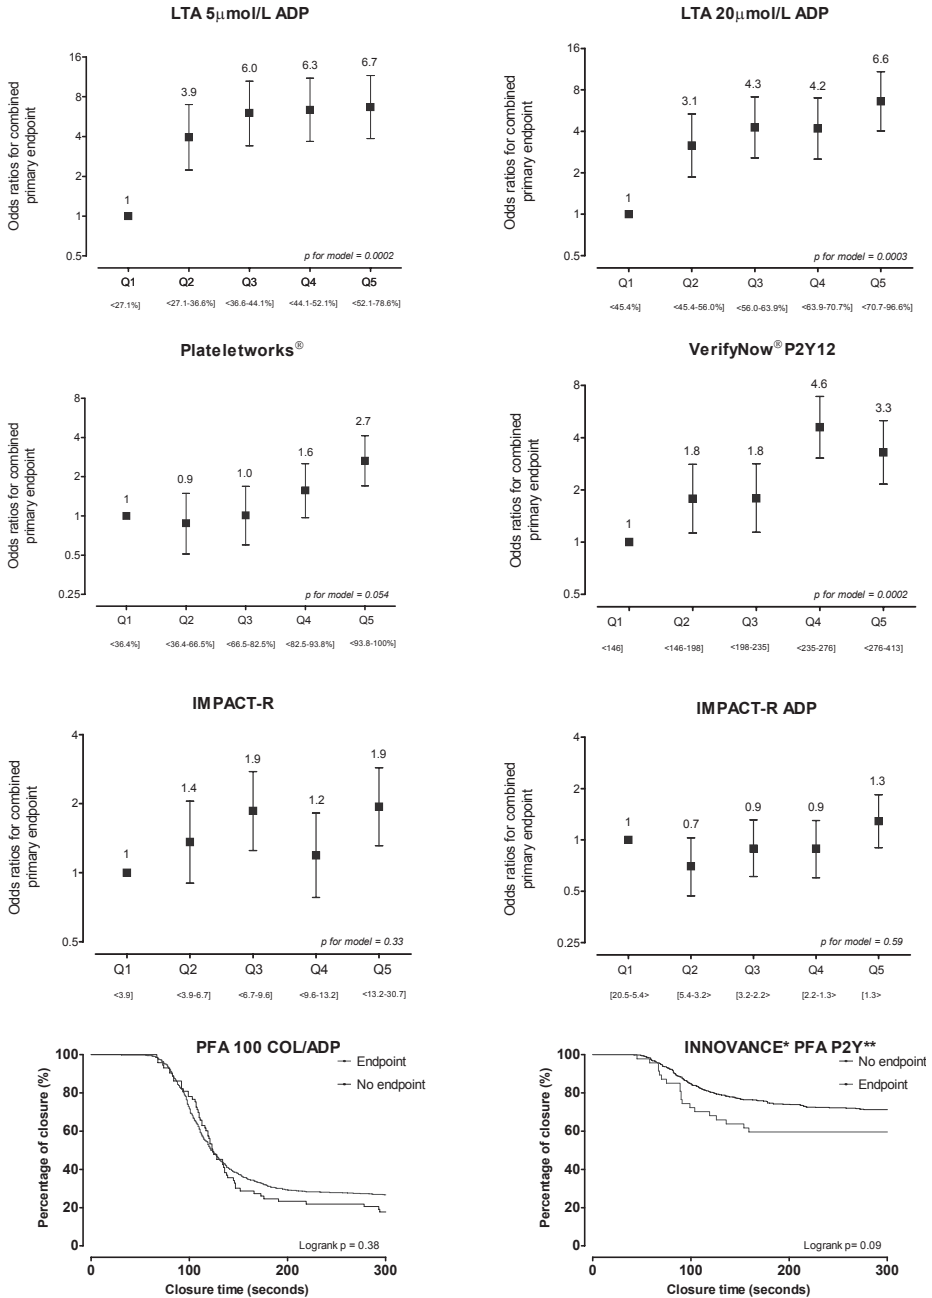 LTA 5µmol/L ADP
Odds ratios for combined
primary endpoint
16
8
4
2
1
0.5
1
3.9
6.0
6.3
6.7
p for model = 0.0002
Q1 Q2 Q3 Q4 Q5
<27.1%] <27.1-36.6%] <36.6-44.1%] <44.1-52.1%] <52.1-78.6%]
LTA 20µmol/L ADP
Odds ratios for combined
primary endpoint
16
8
4
2
1
0.5
1
3.1
4.3
4.2
6.6
p for model = 0.0003
Q1 Q2 Q3 Q4 Q5
<45.4%] <45.4-56.0%] <56.0-63.9%] <63.9-70.7%] <70.7-96.6%]
Plateletworks®
Odds ratios for combined
primary endpoint
8
4
2
1
0.5
0.25
1
0.9
1.0
1.6
2.7
p for model = 0.054
Q1 Q2 Q3 Q4 Q5
<36.4%] <36.4-66.5%] <66.5-82.5%] <82.5-93.8%] <93.8-100%]
VerifyNow® P2Y12
Odds ratios for combined
primary endpoint
8
4
2
1
0.5
1
1.8
1.8
4.6
3.3
p for model = 0.0002
Q1 Q2 Q3 Q4 Q5
<146] <146-198] <198-235] <235-276] <276-413]
IMPACT-R
Odds ratios for combined
primary endpoint
4
2
1
0.5
1
1.4
1.9
1.2
1.9
p for model = 0.33
Q1 Q2 Q3 Q4 Q5
<3.9] <3.9-6.7] <6.7-9.6] <9.6-13.2] <13.2-30.7]
IMPACT-R ADP
Odds ratios for combined
primary endpoint
4
2
1
0.5
0.25
1
0.7
0.9
0.9
1.3
p for model = 0.59
Q1 Q2 Q3 Q4 Q5
[20.5-5.4> [5.4-3.2> [3.2-2.2> [2.2-1.3> [1.3>
PFA 100 COL/ADP
Endpoint
No endpoint
Percentage of closure (%)
100
80
60
40
20
0
Logrank p = 0.38
0 100 200 300
Closure time (seconds)
INNOVANCE* PFA P2Y**
No endpoint
Endpoint
Percentage of closure (%)
100
80
60
40
20
0
Logrank p= 0.09
0 100 200 300
Closure time (seconds)